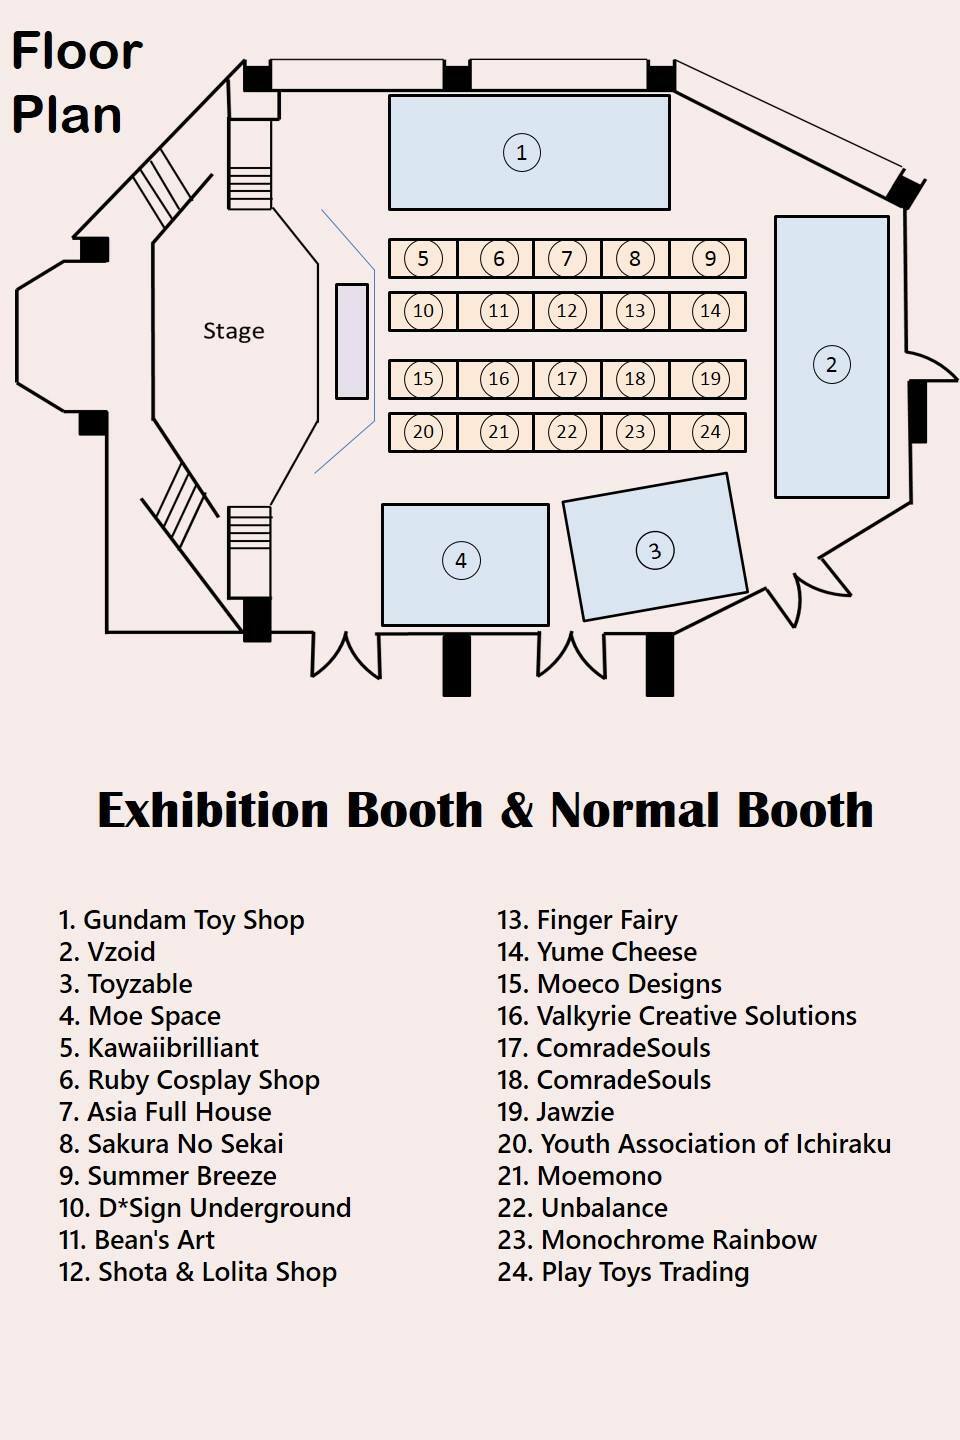 Floor
Plan
1
5 6 7 8 9
10 11 12 13 14
Stage
2
15 16 17 18 19
20 21 22 23 24
3
4
Exhibition Booth & Normal Booth
1. Gundam Toy Shop
2. Vzoid
3. Toyzable
4. Moe Space
5. Kawaiibrilliant
6. Ruby Cosplay Shop
7. Asia Full House
8. Sakura No Sekai
9. Summer Breeze
10. D*Sign Underground
11. Bean's Art
12. Shota & Lolita Shop
13. Finger Fairy
14. Yume Cheese
15. Moeco Designs
16. Valkyrie Creative Solutions
17. ComradeSouls
18. ComradeSouls
19. Jawzie
20. Youth Association of Ichiraku
21. Moemono
22. Unbalance
23. Monochrome Rainbow
24. Play Toys Trading